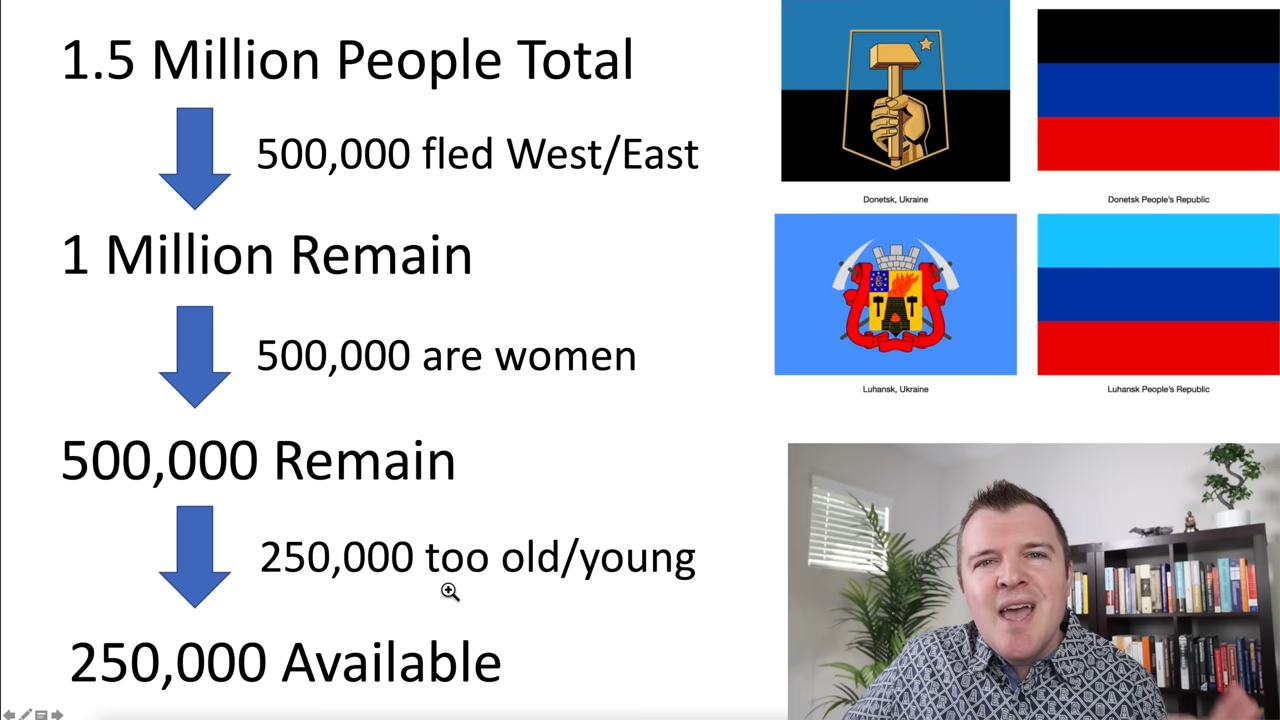 1.5 Million People Total
500,000 fled West/East
1 Million Remain
500,000 are women
500,000 Remain
250,000 too old/young
250,000 Available
Donetsk, Ukraine
Donetsk People's Republic
Luhansk, Ukraine
Luhansk People's Republic